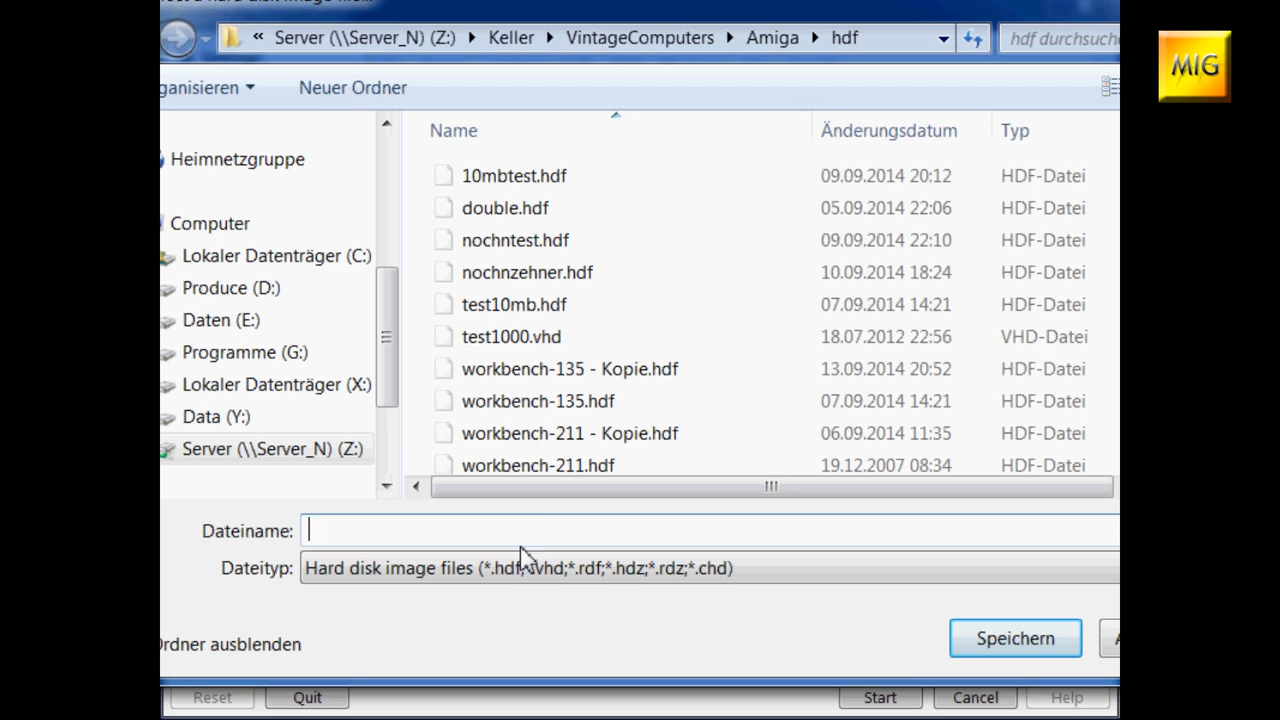 « Server (\\Server_N) (Z:) Keller VintageComputers Amiga hdf hdf durchsuche
MIG
ganisieren Neuer Ordner
Name Änderungsdatum Typ
Heimnetzgruppe
Computer
Lokaler Datenträger (C:)
Produce (D:)
Daten (E:)
Programme (G:)
Lokaler Datenträger (X:)
Data (Y:)
Server (\\Server_N) (Z:)
10mbtest.hdf 09.09.2014 20:12 HDF-Datei
double.hdf 05.09.2014 22:06 HDF-Datei
nochntest.hdf 09.09.2014 22:10 HDF-Datei
nochnzehner.hdf 10.09.2014 18:24 HDF-Datei
test10mb.hdf 07.09.2014 14:21 HDF-Datei
test1000.vhd 18.07.2012 22:56 VHD-Datei
workbench-135 - Kopie.hdf 13.09.2014 20:52 HDF-Datei
workbench-135.hdf 07.09.2014 14:21 HDF-Datei
workbench-211 - Kopie.hdf 06.09.2014 11:35 HDF-Datei
workbench-211.hdf 19.12.2007 08:34 HDF-Datei
Dateiname:
Dateityp: Hard disk image files (*.hdf;*.vhd;*.rdf;*.hdz;*.rdz;*.chd)
Speichern
Ordner ausblenden
Reset Quit Start Cancel Help